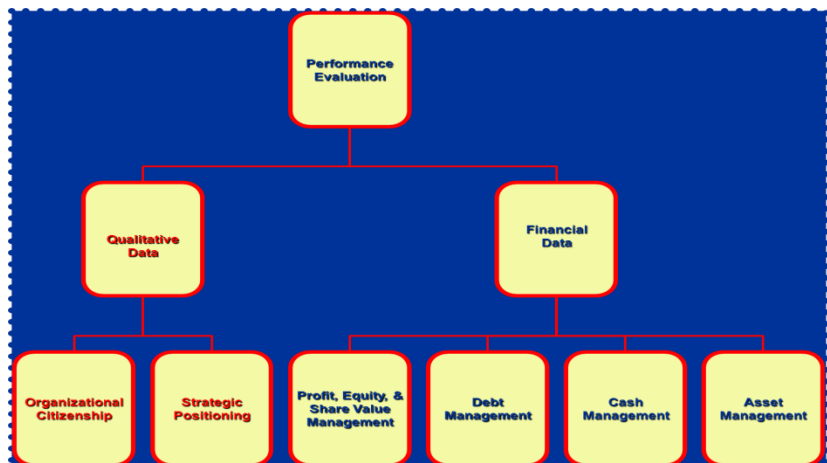 Performance
Evaluation
Qualitative
Data
Financial
Data
Organizational
Citizenship
Strategic
Positioning
Profit, Equity, &
Share Value
Management
Debt
Management
Cash
Management
Asset
Management